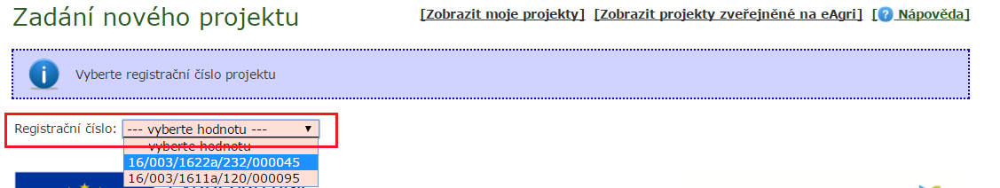 Zadání nového projektu
[Zobrazit moje projekty] [Zobrazit projekty zveřejněné na eAgri] [? Nápověda]
i Vyberte registrační číslo projektu
Registrační číslo: --- vyberte hodnotu --- ▼
vyberte hodnotu
16/003/1622a/232/000045
16/003/1611a/120/000095